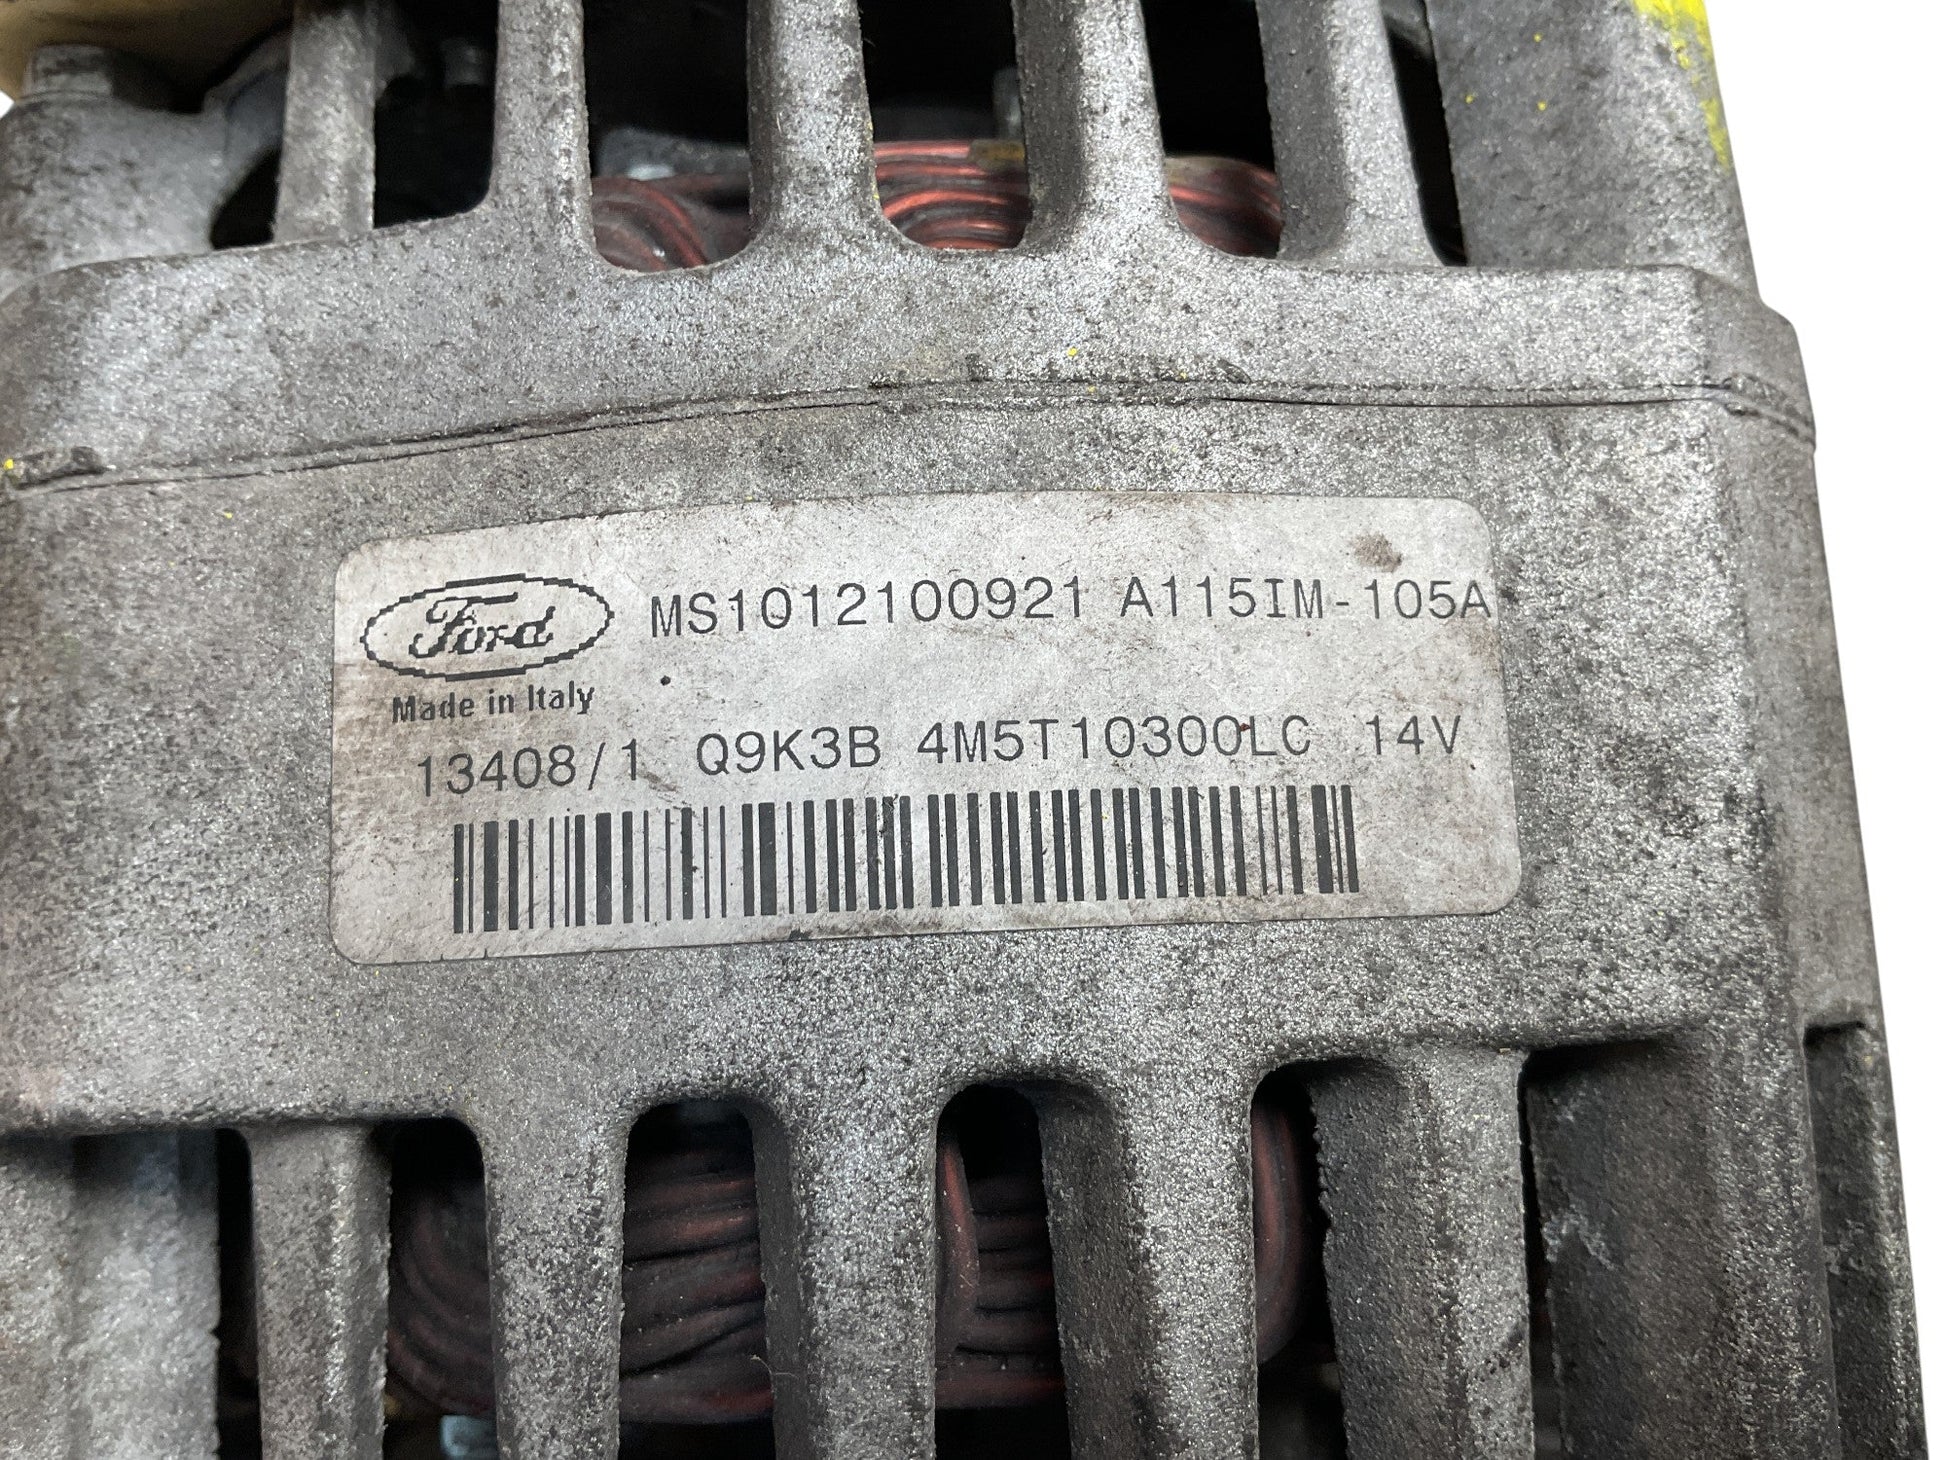 Ford MS1012100921 A115IM-105A
Made in Italy
13408/1 Q9K3B 4M5T10300LC 14V